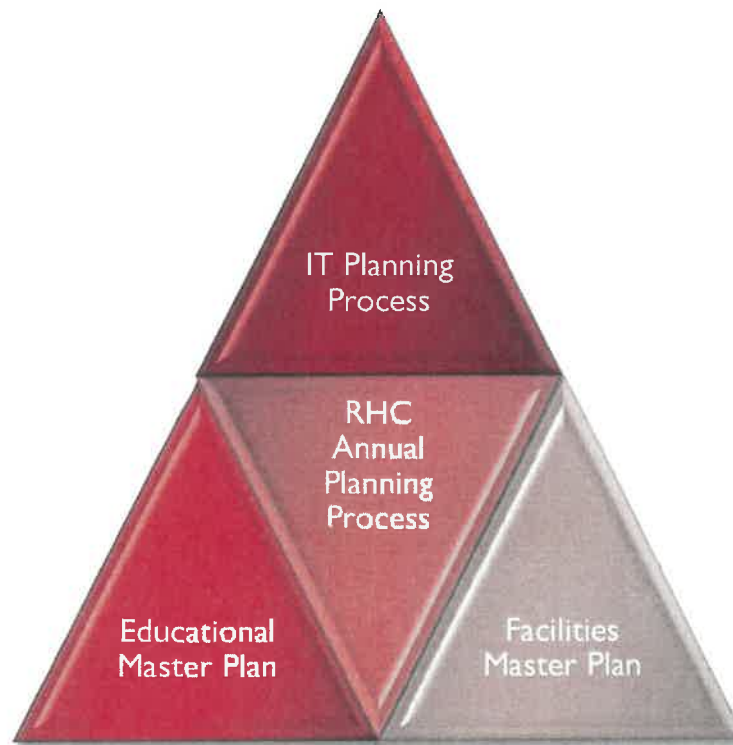 IT Planning
Process
RHC
Annual
Planning
Process
Educational
Master Plan
Facilities
Master Plan